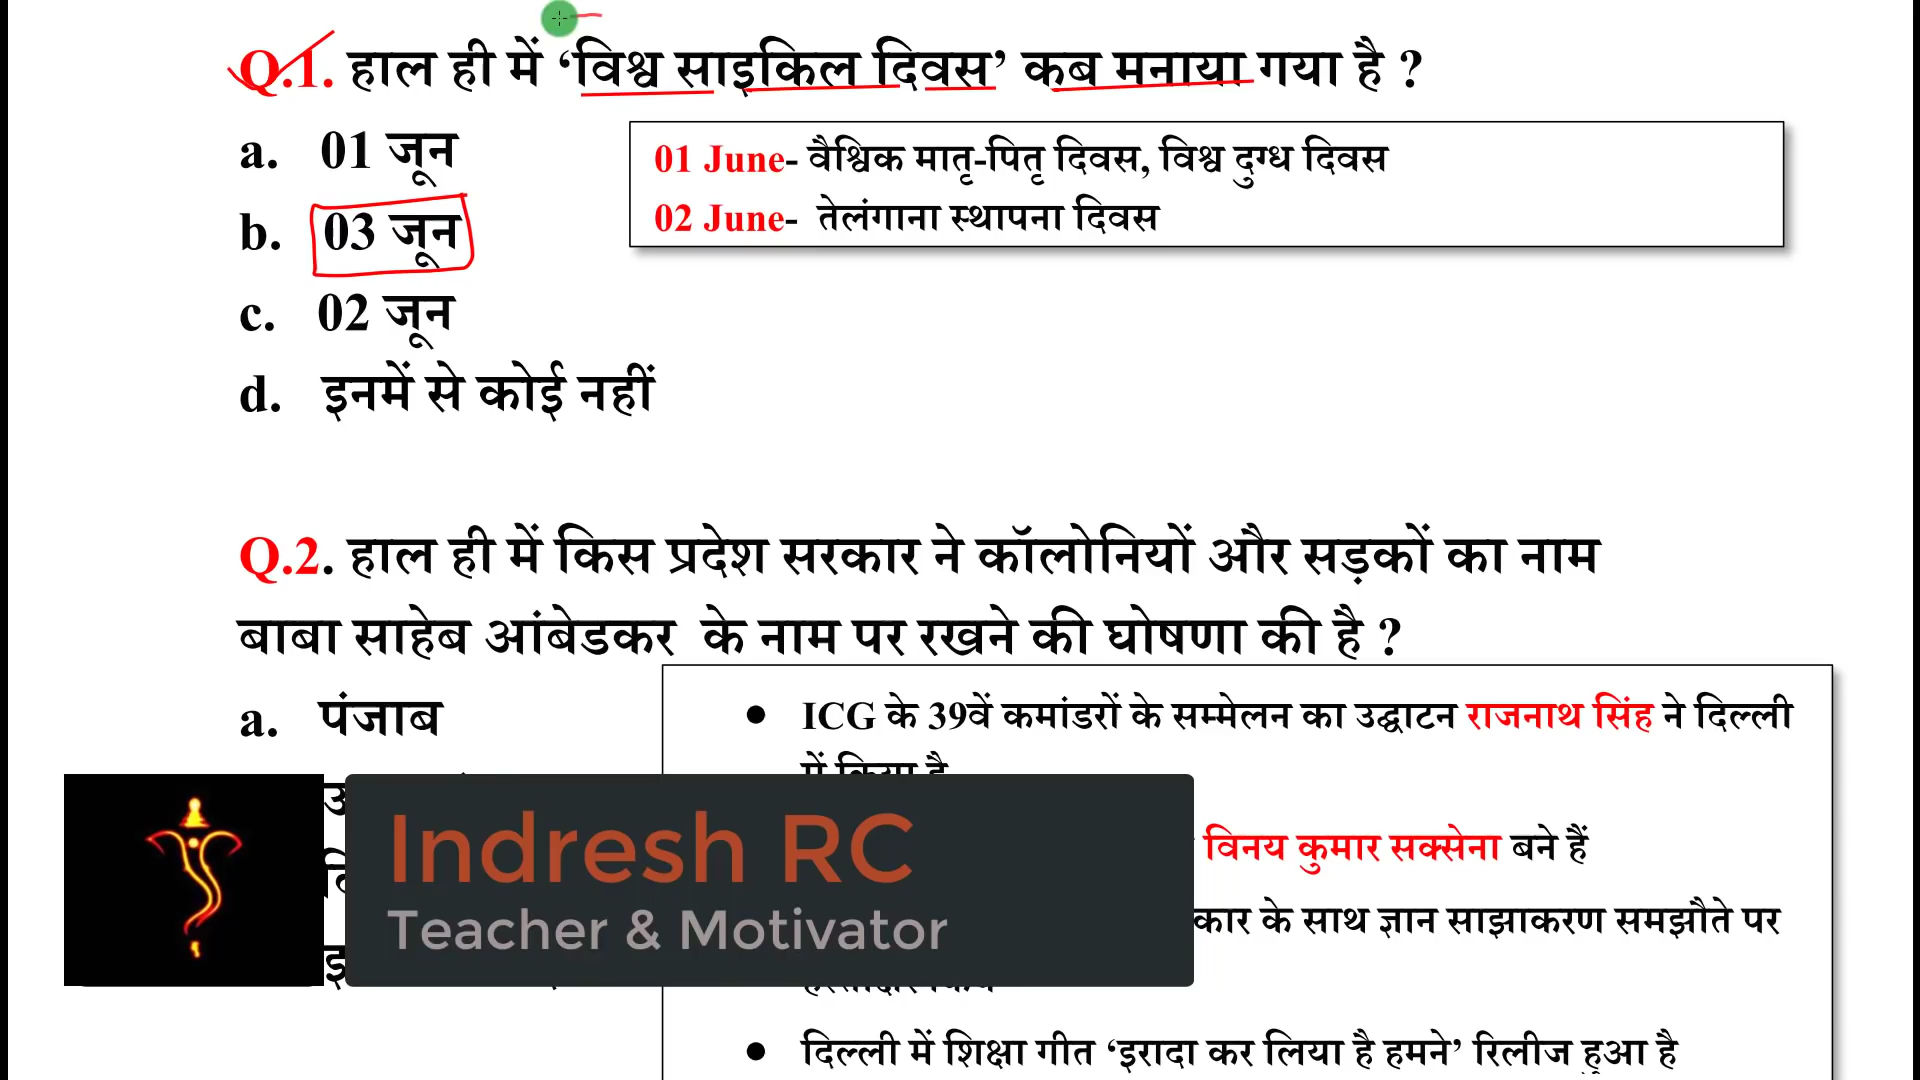 Q.1. हाल ही में ‘विश्व साइकिल दिवस’ कब मनाया गया है ?
a. 01 जून
b. 03 जून
c. 02 जून
d. इनमें से कोई नहीं
01 June- वैश्विक मातृ-पितृ दिवस, विश्व दुग्ध दिवस
02 June- तेलंगाना स्थापना दिवस
Q.2. हाल ही में किस प्रदेश सरकार ने कॉलोनियों और सड़कों का नाम
बाबा साहेब आंबेडकर के नाम पर रखने की घोषणा की है ?
a. पंजाब
• ICG के 39वें कमांडरों के सम्मेलन का उद्घाटन राजनाथ सिंह ने दिल्ली
में किया है
विनय कुमार सक्सेना बने हैं
के साथ ज्ञान साझाकरण समझौते पर
• दिल्ली में शिक्षा गीत ‘इरादा कर लिया है हमने’ रिलीज हुआ है
Indresh RC
Teacher & Motivator